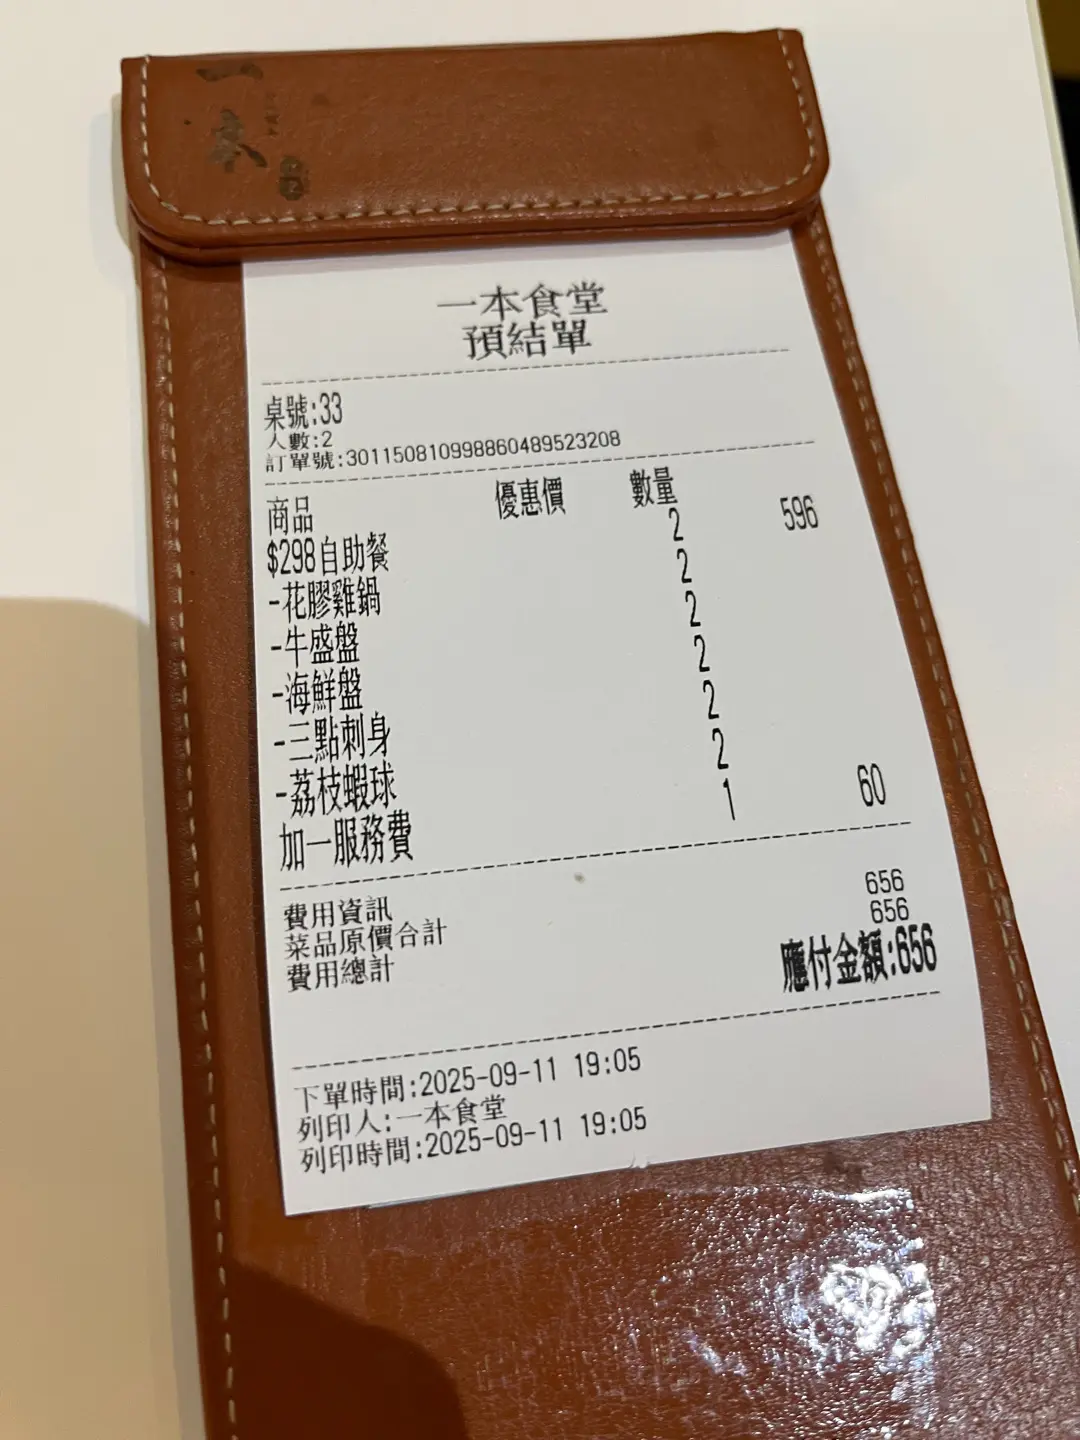 一本
一本食堂
預結單
桌號:33
人數:2
訂單號:3011508109988604895​23208
商品 優惠價 數量
$298自助餐 2 596
-花膠雞鍋 2
-牛盛盤 2
-海鮮盤 2
-三點刺身 2
-荔枝蝦球 2
加一服務費 1 60
費用資訊
菜品原價合計 656
費用總計 656
應付金額:656
下單時間:2025-09-11 19:05
列印人:一本食堂
列印時間:2025-09-11 19:05